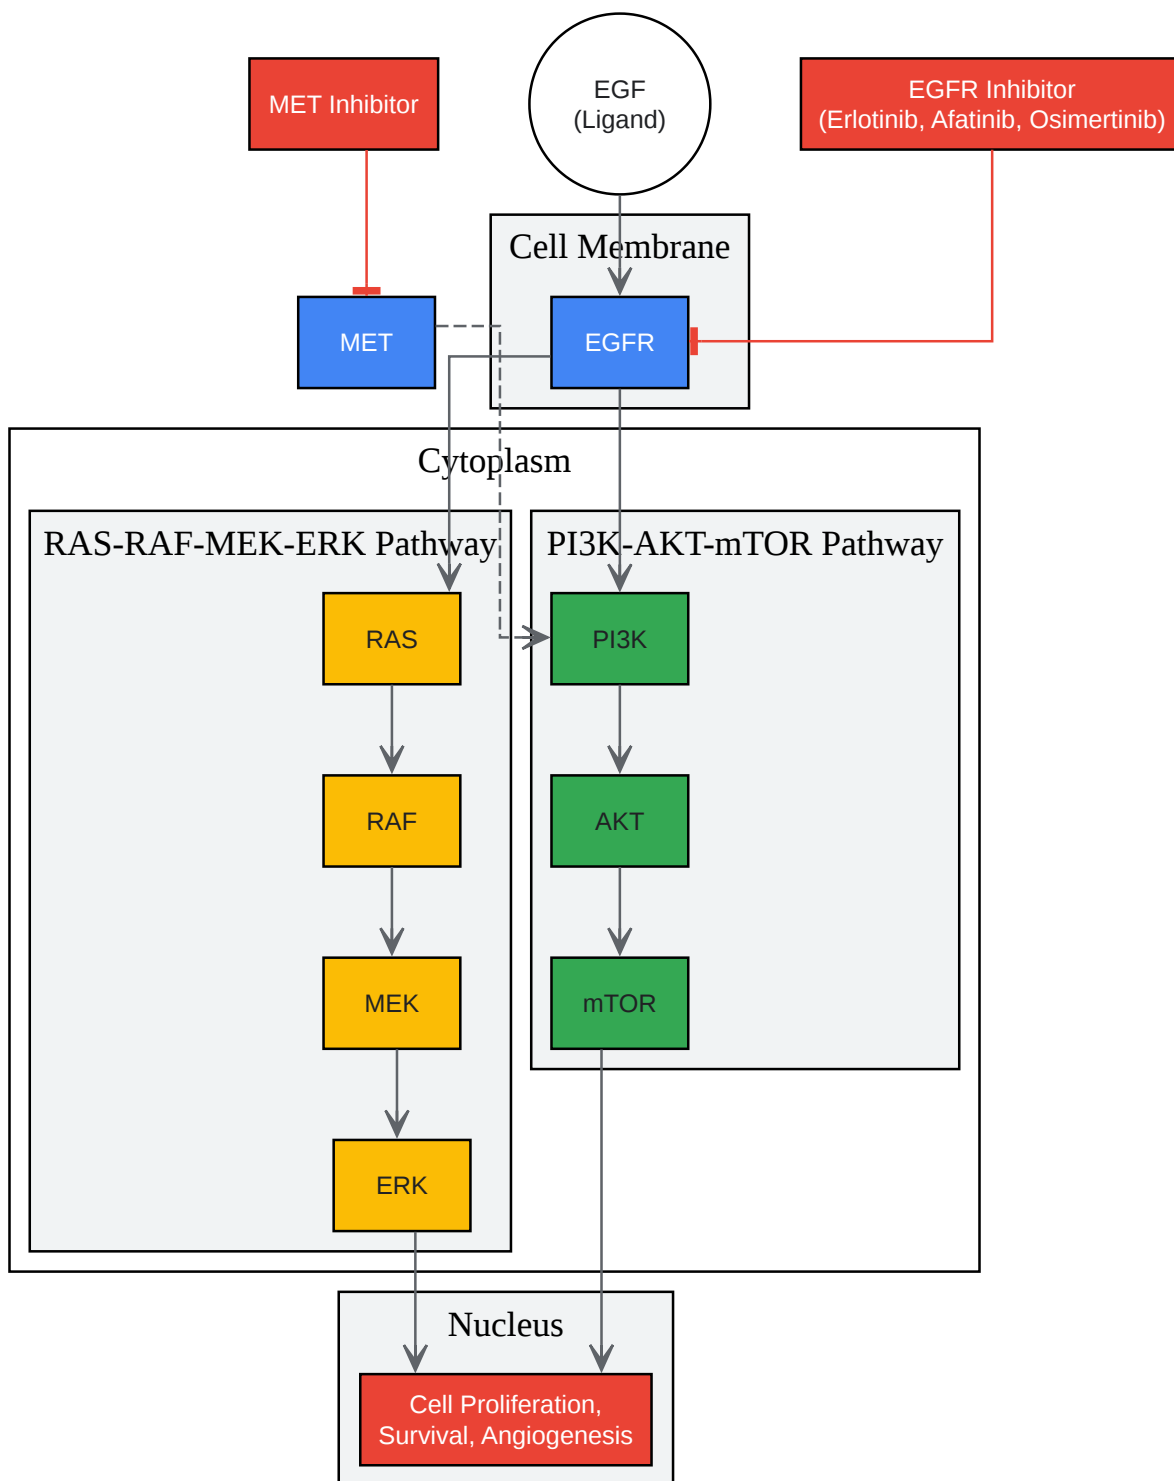 MET Inhibitor
EGF
(Ligand)
EGFR Inhibitor
(Erlotinib, Afatinib, Osimertinib)
Cell Membrane
MET
EGFR
Cytoplasm
RAS-RAF-MEK-ERK Pathway
PI3K-AKT-mTOR Pathway
RAS
PI3K
RAF
AKT
MEK
mTOR
ERK
Nucleus
Cell Proliferation,
Survival, Angiogenesis